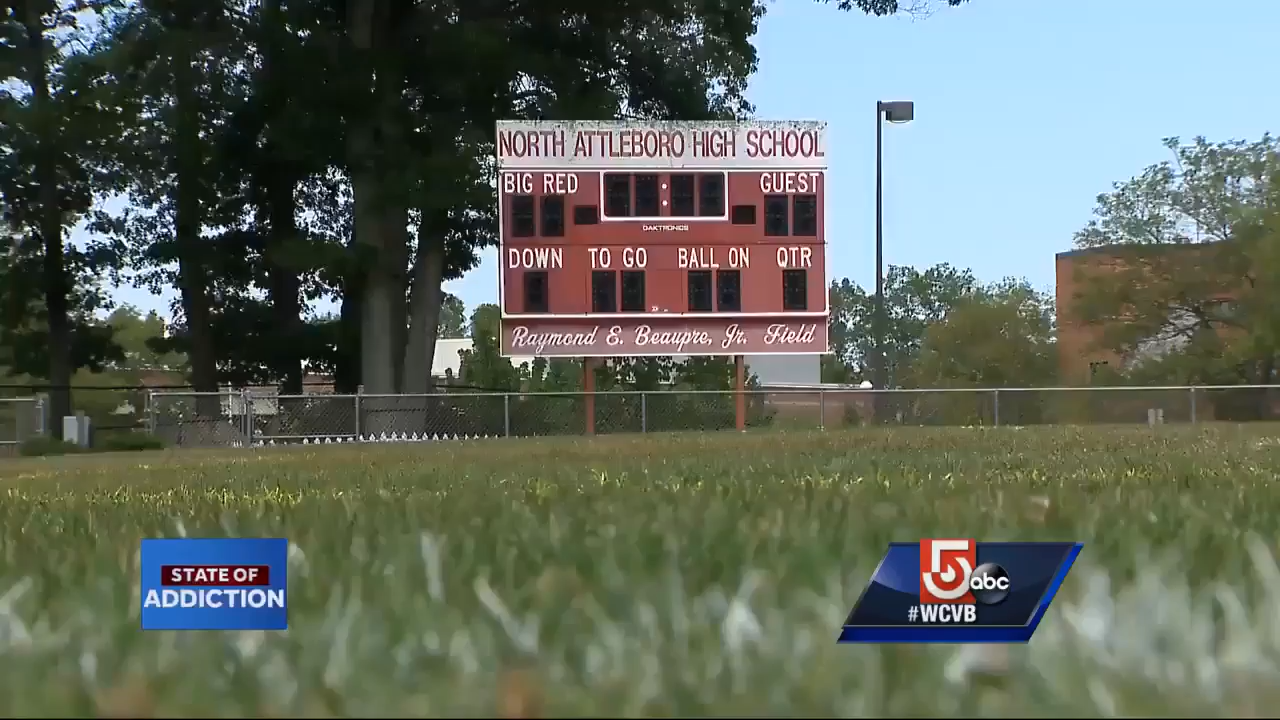 NORTH ATTLEBORO HIGH SCHOOL
BIG RED GUEST
DAKTRONICS
DOWN TO GO BALL ON QTR
Raymond E. Beaupre, Jr. Field
STATE OF
ADDICTION
5 abc
#WCVB